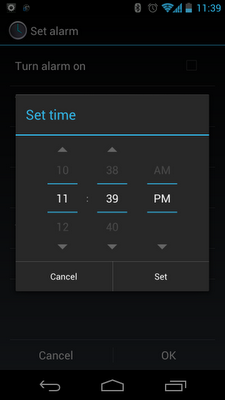 11:39
Set alarm
Turn alarm on
Set time
10 38 AM
11 : 39 PM
12 40
Cancel Set
Cancel OK